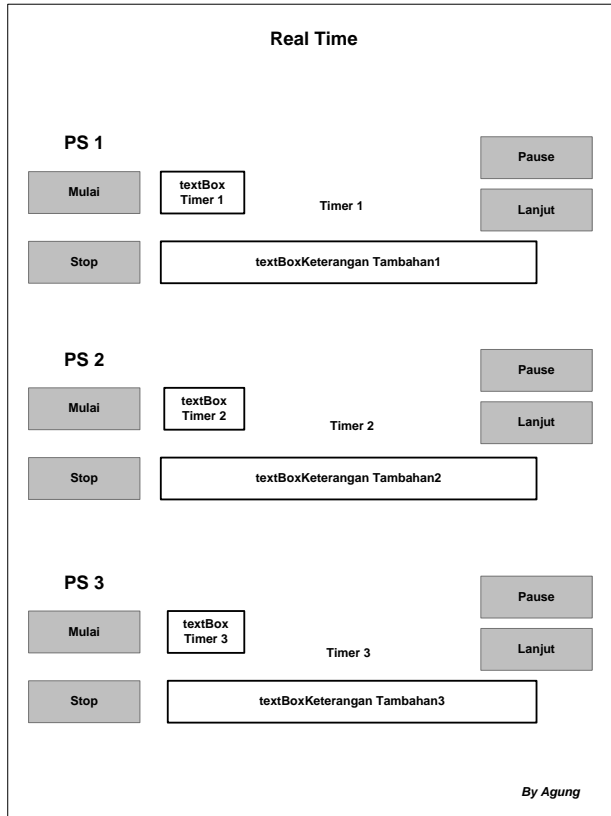 Real Time
PS 1
Pause
Mulai
textBox
Timer 1
Timer 1
Lanjut
Stop
textBoxKeterangan Tambahan1
PS 2
Pause
Mulai
textBox
Timer 2
Timer 2
Lanjut
Stop
textBoxKeterangan Tambahan2
PS 3
Pause
Mulai
textBox
Timer 3
Timer 3
Lanjut
Stop
textBoxKeterangan Tambahan3
By Agung